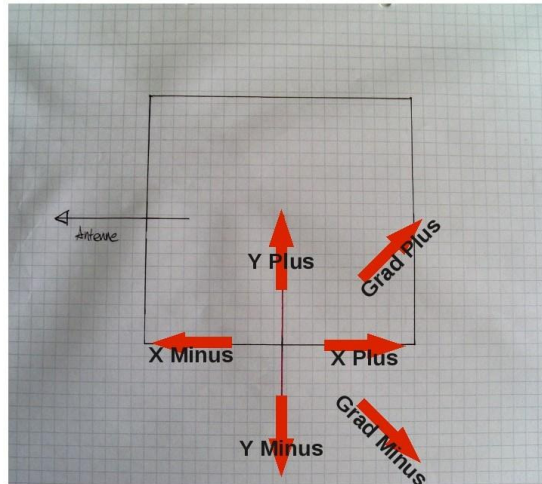 Antenne
Y Plus
Grad Plus
X Minus
X Plus
Grad Minus
Y Minus